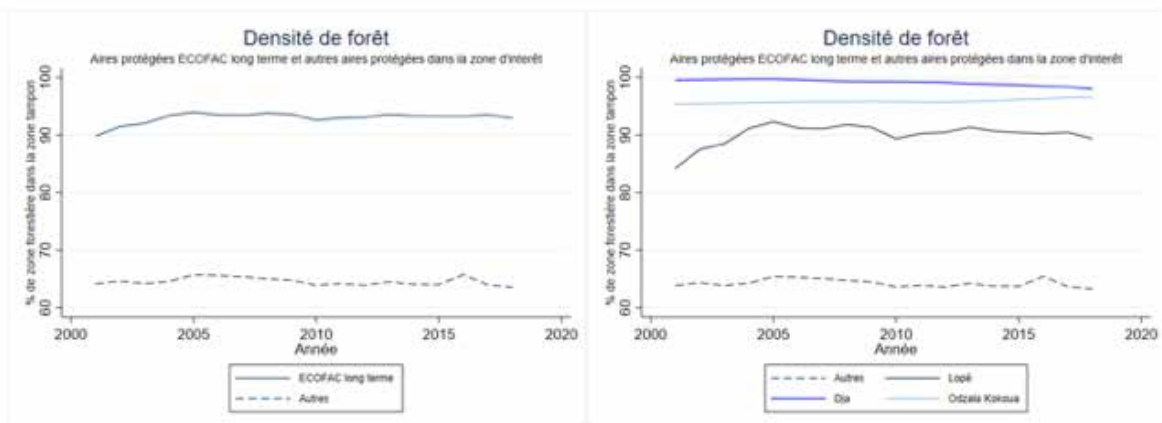 Densité de forêt
Aires protégées ECOFAC long terme et autres aires protégées dans la zone d'interêt
% de zone forestière dans la zone tampon
100
90
80
70
60
2000
2005
2010
2015
2020
Année
ECOFAC long terme
Autres
Densité de forêt
Aires protégées ECOFAC long terme et autres aires protégées dans la zone d'interêt
% de zone forestière dans la zone tampon
100
90
80
70
60
2000
2005
2010
2015
2020
Année
Autres
Lopé
Dja
Odzala Kokoua